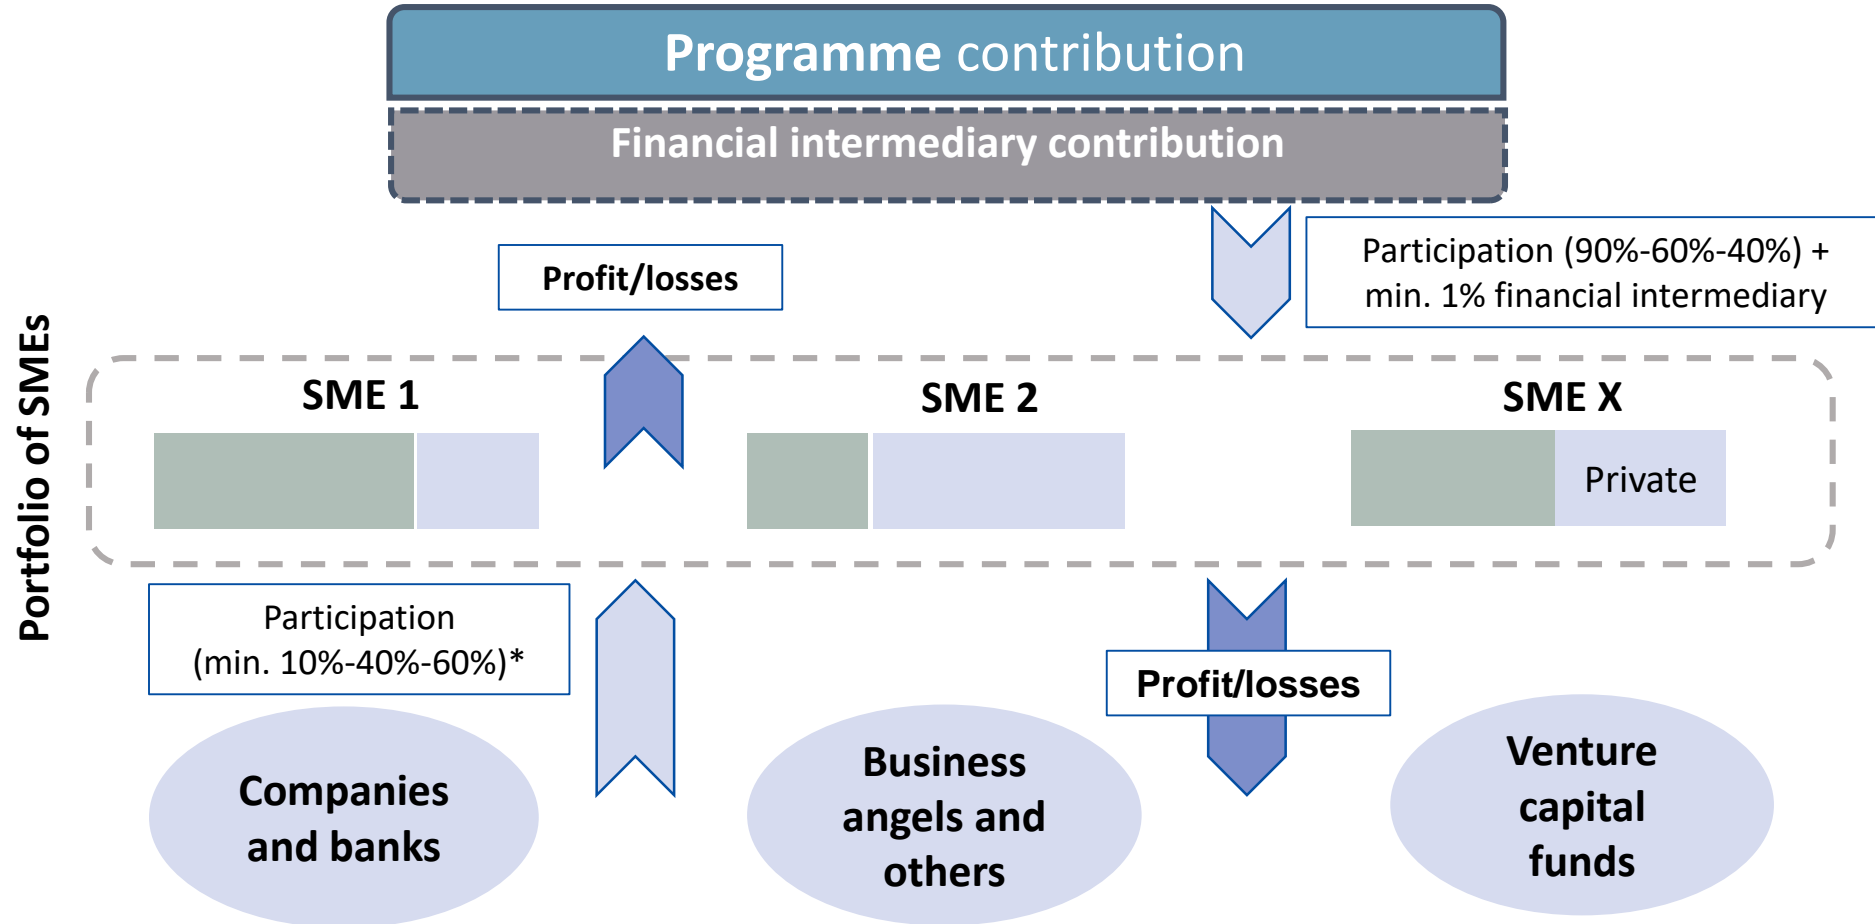 Programme contribution
Financial intermediary contribution
Profit/losses
Participation (90%-60%-40%) +
min. 1% financial intermediary
Portfolio of SMEs
SME 1
SME 2
SME X
Private
Participation
(min. 10%-40%-60%)*
Profit/losses
Companies
and banks
Business
angels and
others
Venture
capital
funds